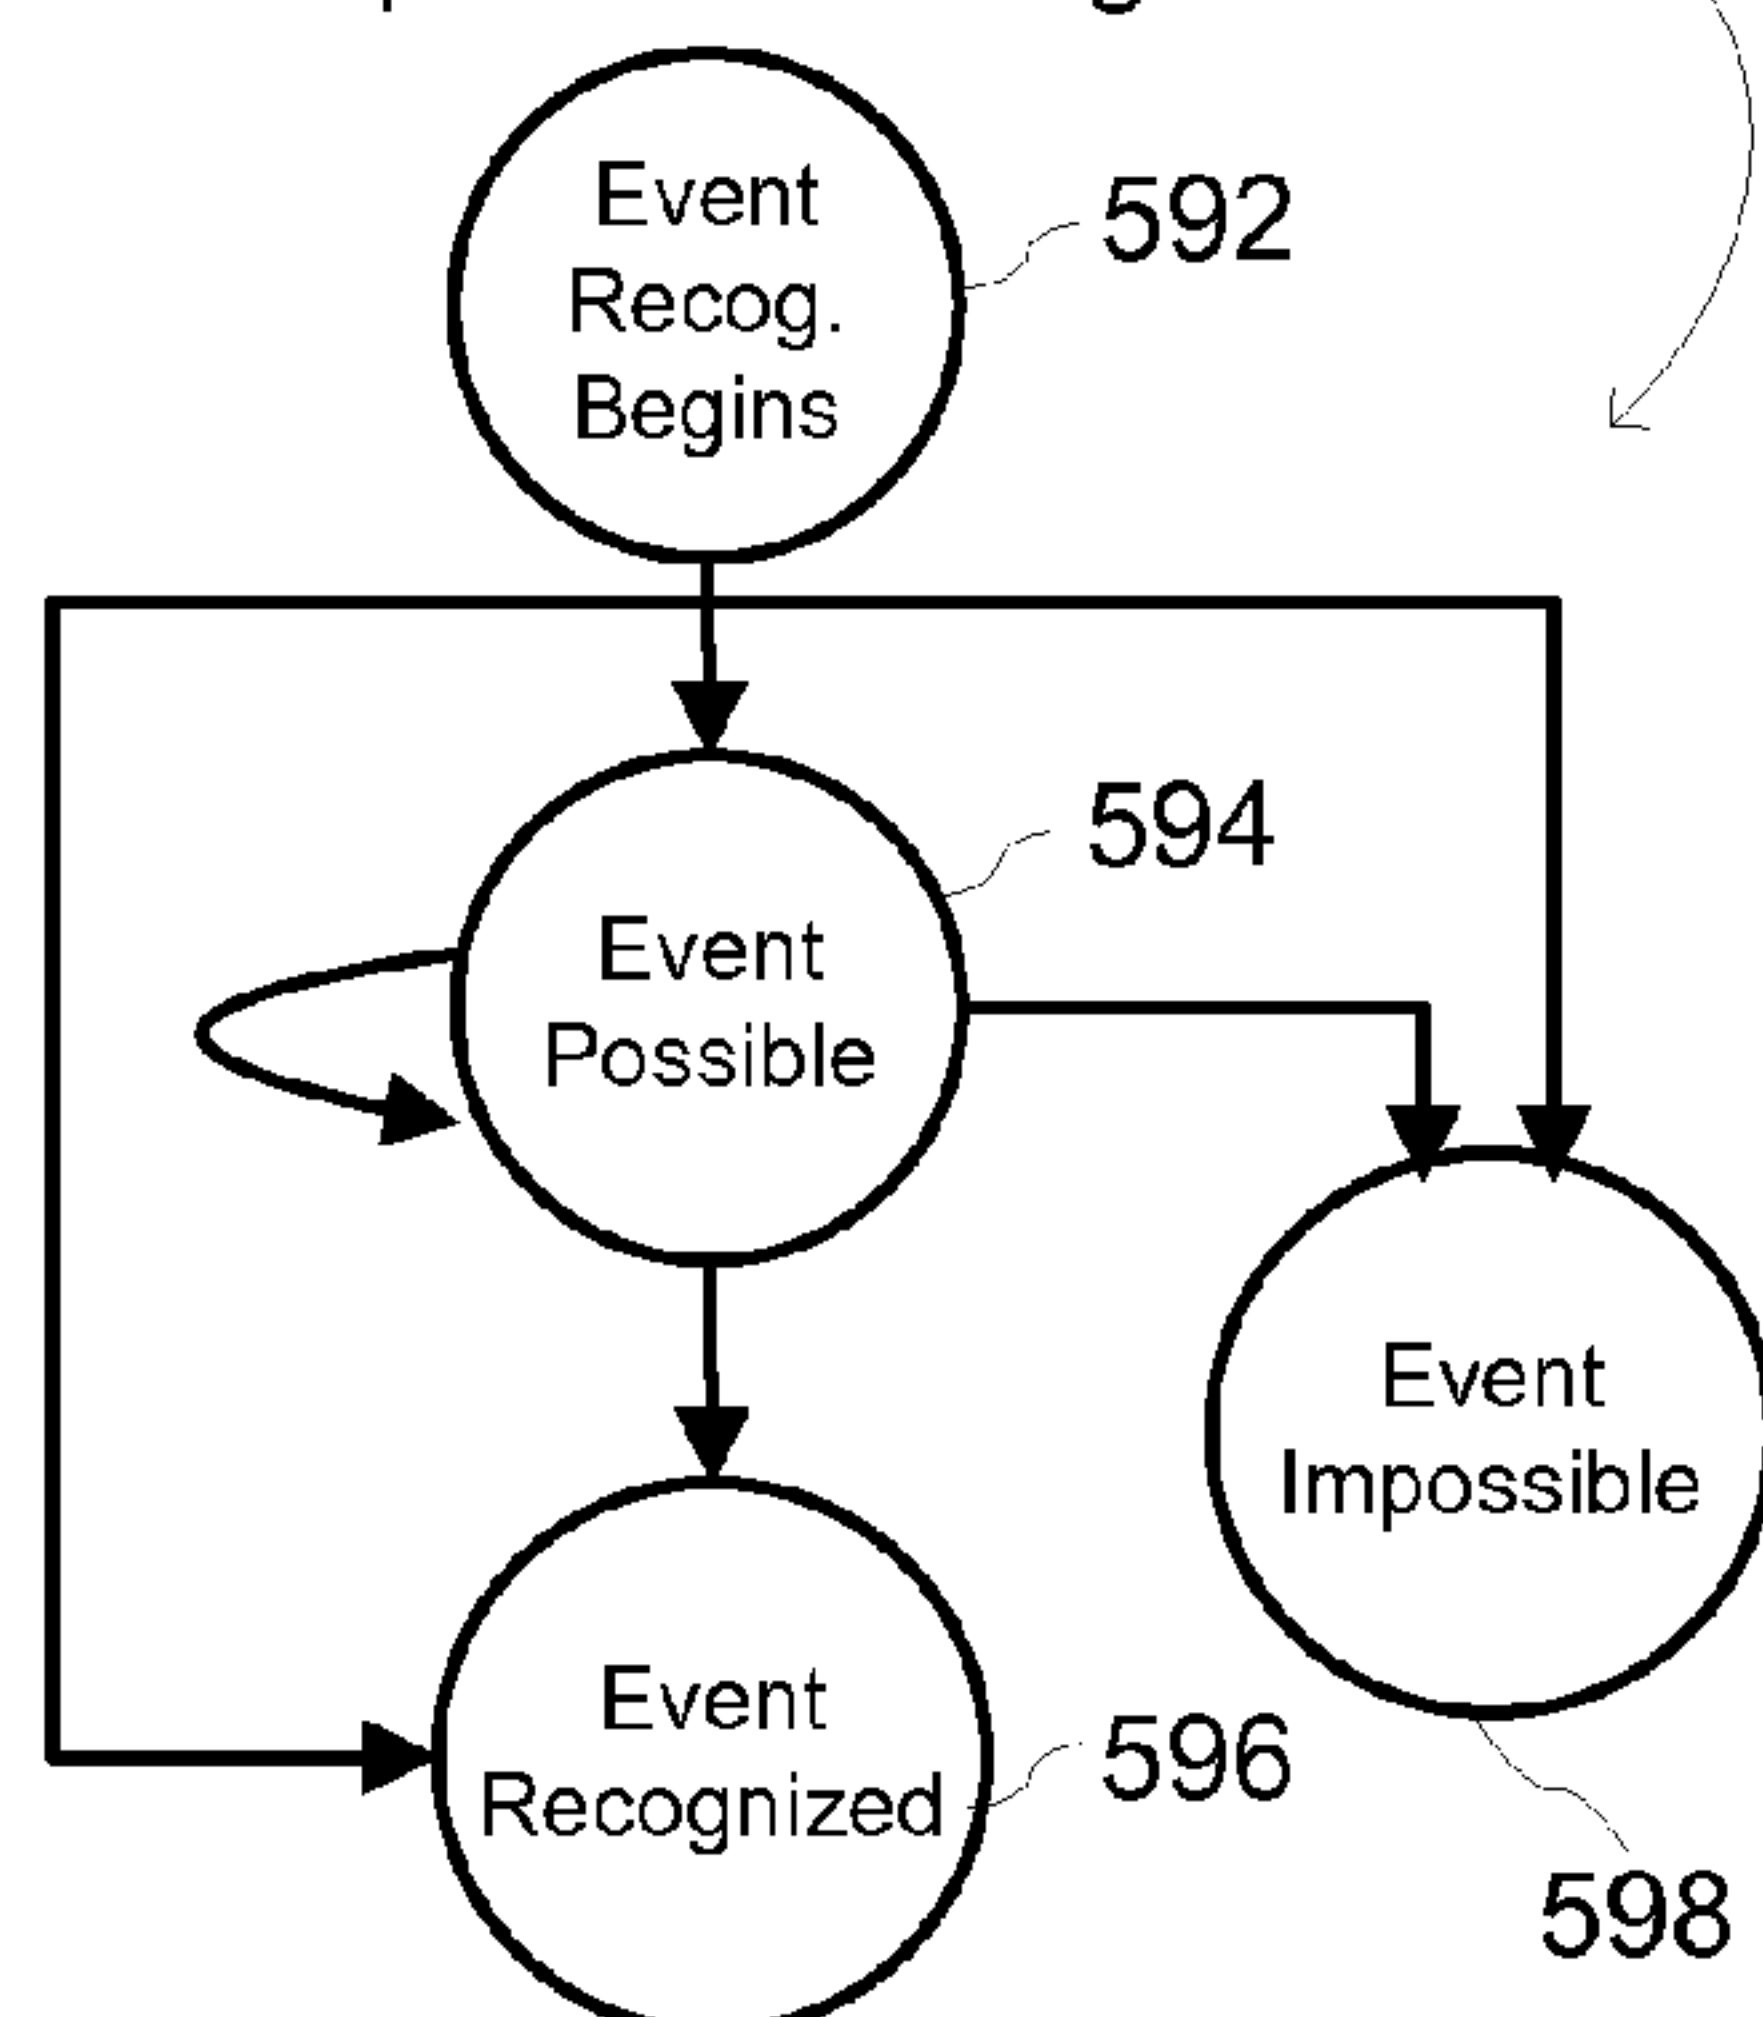 Event
Recog.
Begins
592
594
Event
Possible
Event
Impossible
Event
Recognized
596
598